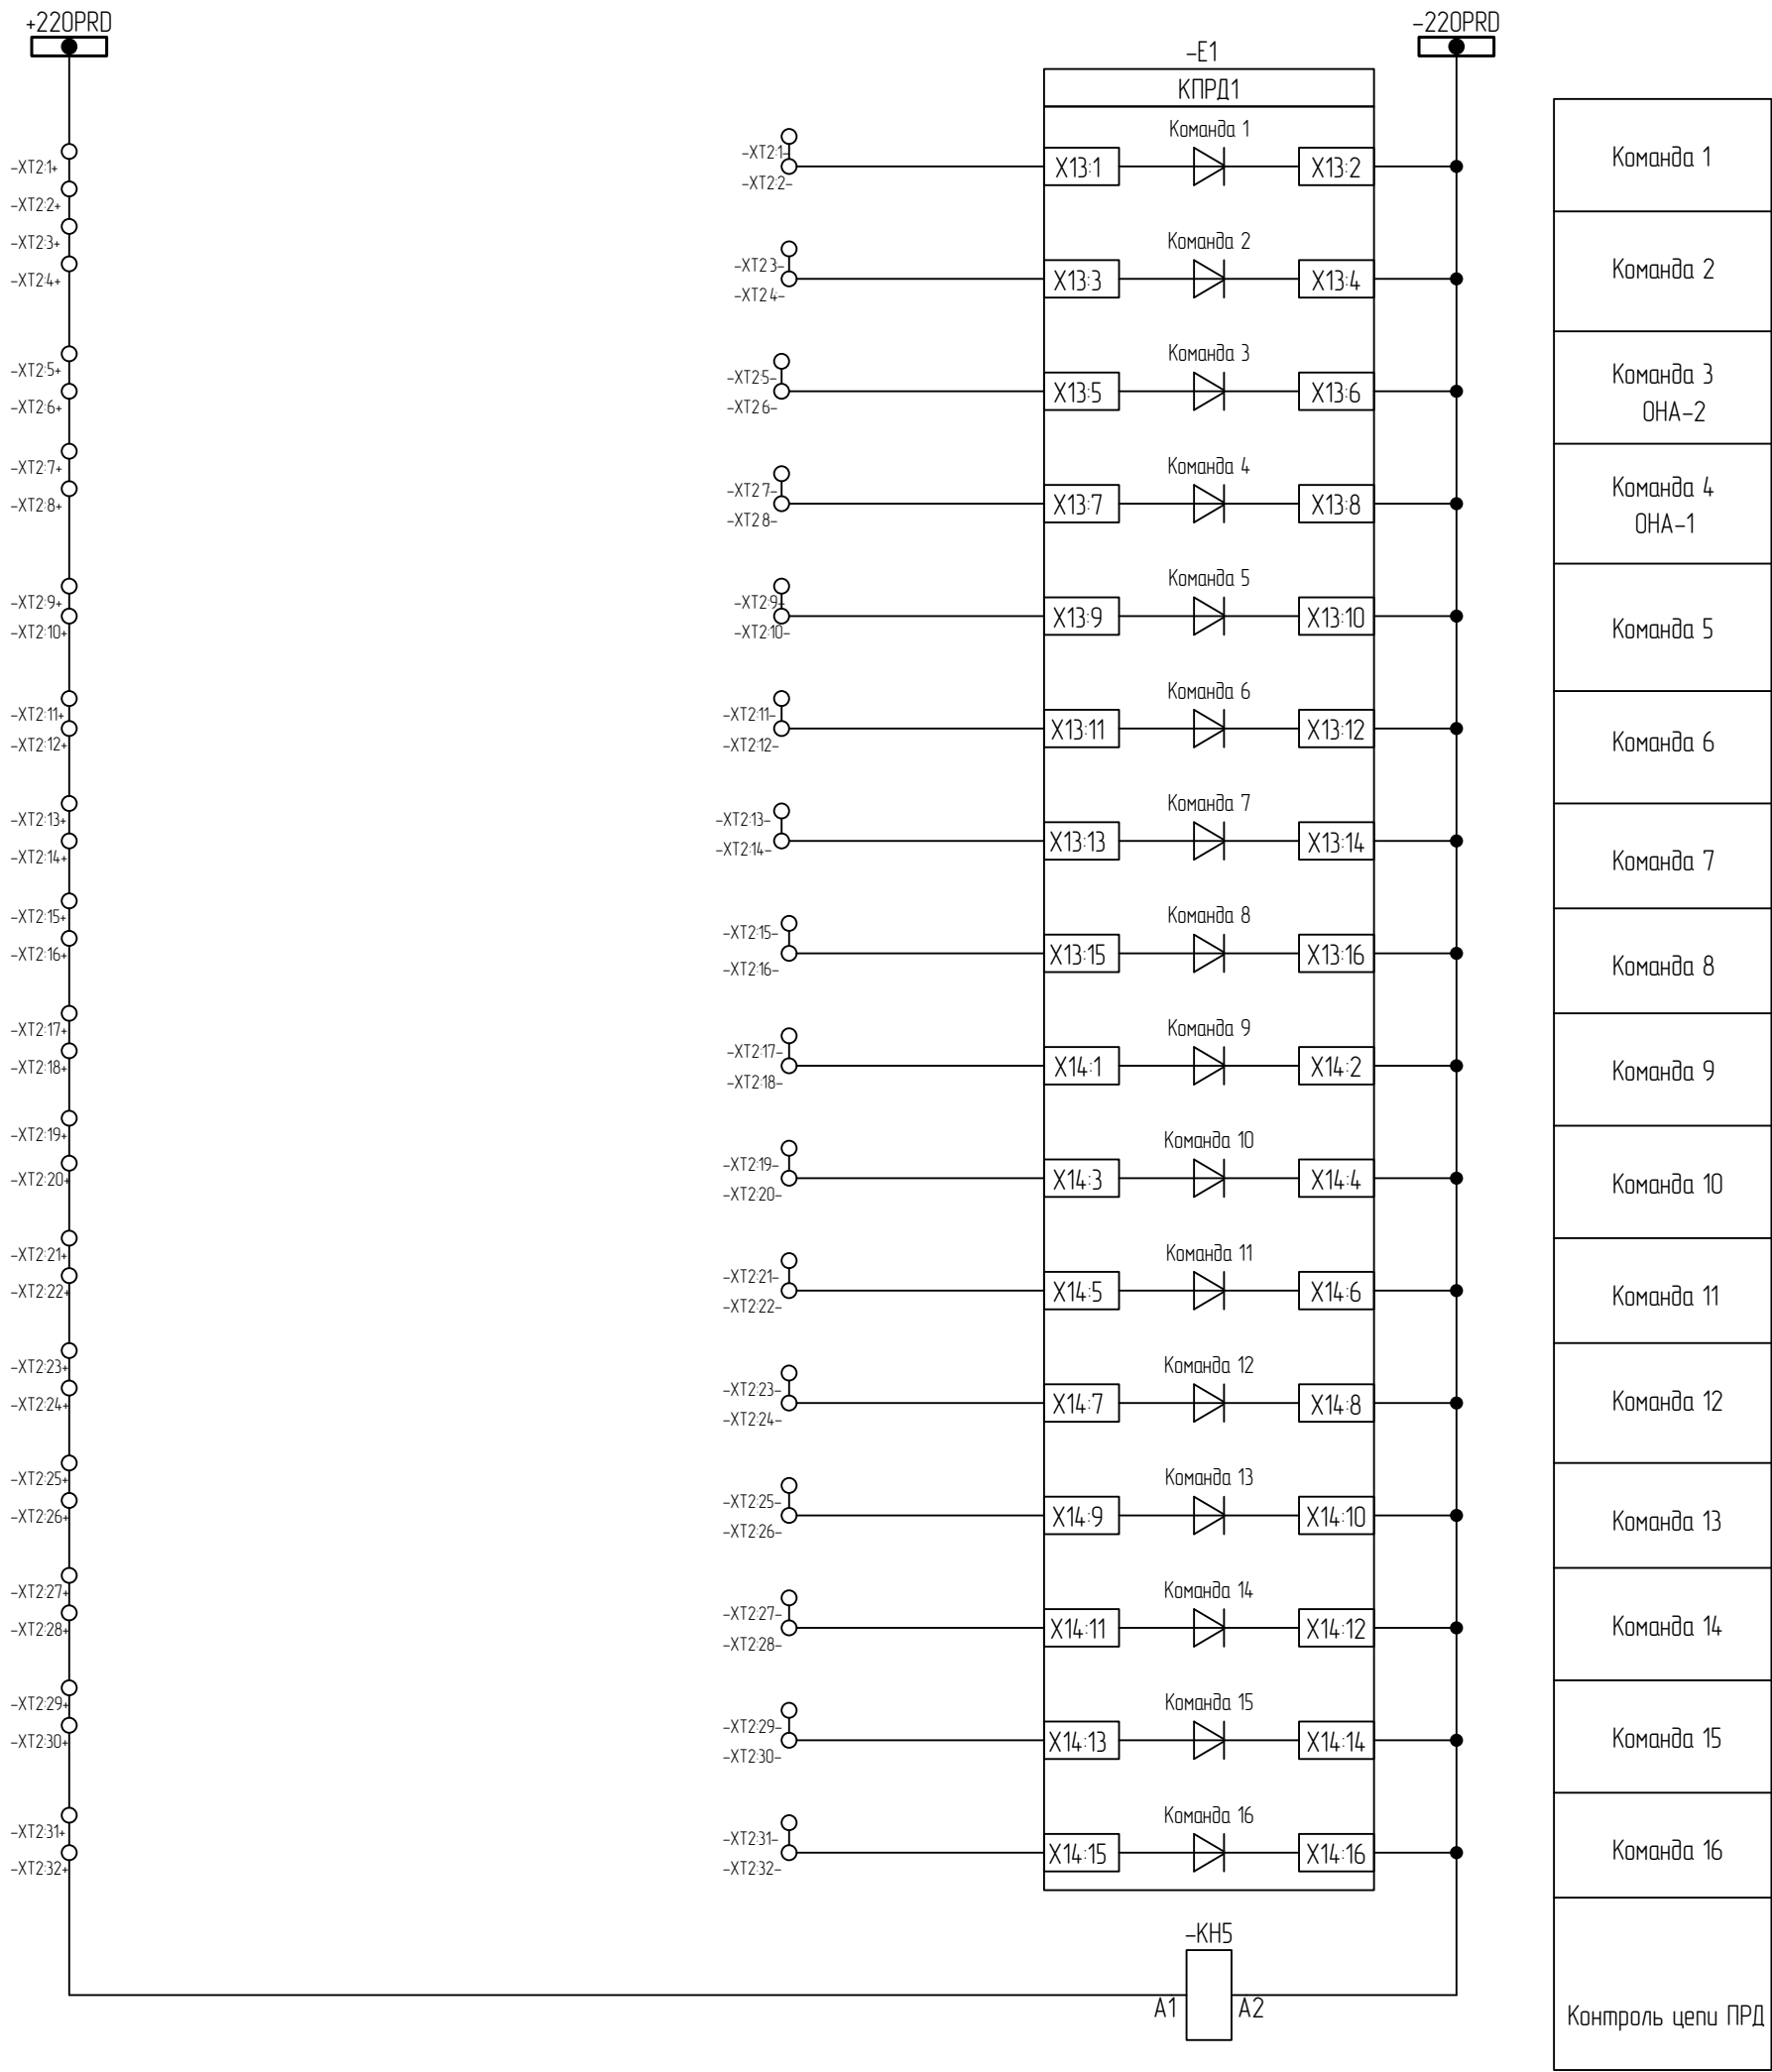 +220PRD
-220PRD
-E1
КПРД1
-XT2:1+
-XT2:2+
-XT2:3+
-XT2:4+
-XT2:5+
-XT2:6+
-XT2:7+
-XT2:8+
-XT2:9+
-XT2:10+
-XT2:11+
-XT2:12+
-XT2:13+
-XT2:14+
-XT2:15+
-XT2:16+
-XT2:17+
-XT2:18+
-XT2:19+
-XT2:20+
-XT2:21+
-XT2:22+
-XT2:23+
-XT2:24+
-XT2:25+
-XT2:26+
-XT2:27+
-XT2:28+
-XT2:29+
-XT2:30+
-XT2:31+
-XT2:32+
-XT2:1-
-XT2:2-
-XT2:3-
-XT2:4-
-XT2:5-
-XT2:6-
-XT2:7-
-XT2:8-
-XT2:9-
-XT2:10-
-XT2:11-
-XT2:12-
-XT2:13-
-XT2:14-
-XT2:15-
-XT2:16-
-XT2:17-
-XT2:18-
-XT2:19-
-XT2:20-
-XT2:21-
-XT2:22-
-XT2:23-
-XT2:24-
-XT2:25-
-XT2:26-
-XT2:27-
-XT2:28-
-XT2:29-
-XT2:30-
-XT2:31-
-XT2:32-
Команда 1
X13:1 X13:2
Команда 2
X13:3 X13:4
Команда 3
X13:5 X13:6
Команда 4
X13:7 X13:8
Команда 5
X13:9 X13:10
Команда 6
X13:11 X13:12
Команда 7
X13:13 X13:14
Команда 8
X13:15 X13:16
Команда 9
X14:1 X14:2
Команда 10
X14:3 X14:4
Команда 11
X14:5 X14:6
Команда 12
X14:7 X14:8
Команда 13
X14:9 X14:10
Команда 14
X14:11 X14:12
Команда 15
X14:13 X14:14
Команда 16
X14:15 X14:16
-KH5
A1 A2
Команда 1
Команда 2
Команда 3
ОНА-2
Команда 4
ОНА-1
Команда 5
Команда 6
Команда 7
Команда 8
Команда 9
Команда 10
Команда 11
Команда 12
Команда 13
Команда 14
Команда 15
Команда 16
Контроль цепи ПРД